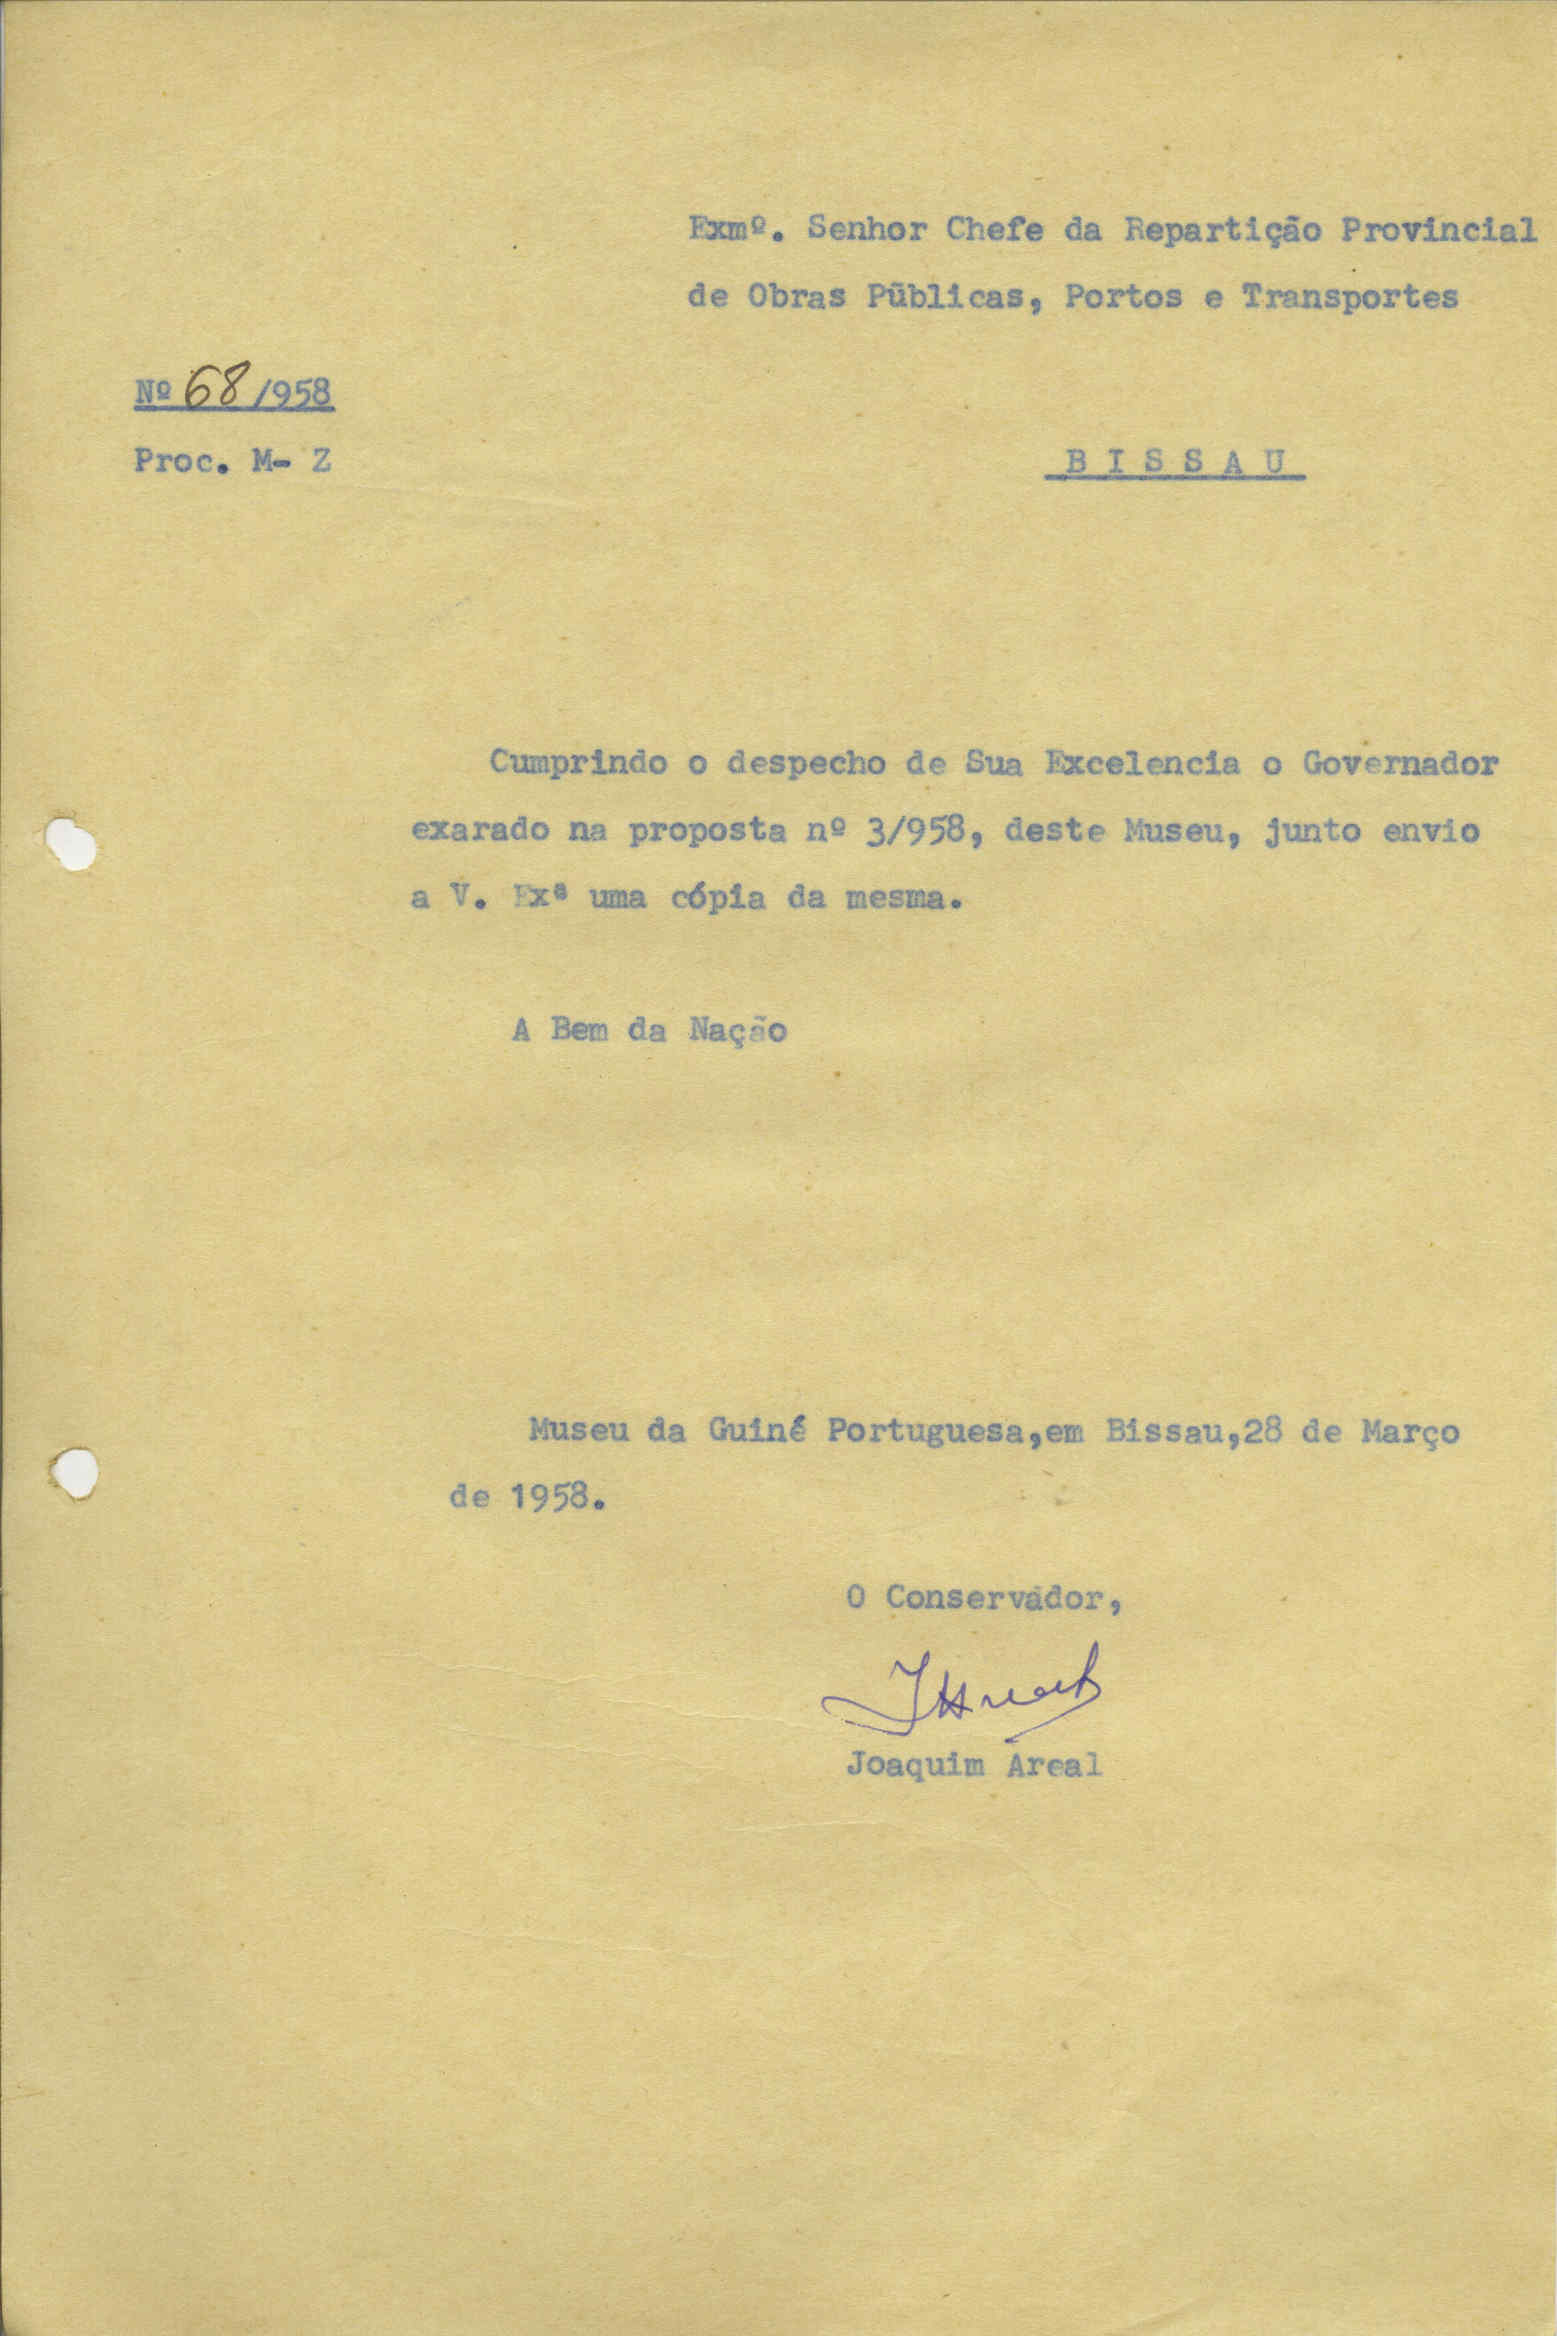 Exmº. Senhor Chefe da Repartição Provincial
de Obras Públicas, Portos e Transportes
Nº 68/958
Proc. M- Z
B I S S A U
Cumprindo o despecho de Sua Excelencia o Governador
exarado na proposta nº 3/958, deste Museu, junto envio
a V. Exª uma cópia da mesma.
A Bem da Nação
Museu da Guiné Portuguesa,em Bissau,28 de Março
de 1958.
O Conservador,
JAreal
Joaquim Areal